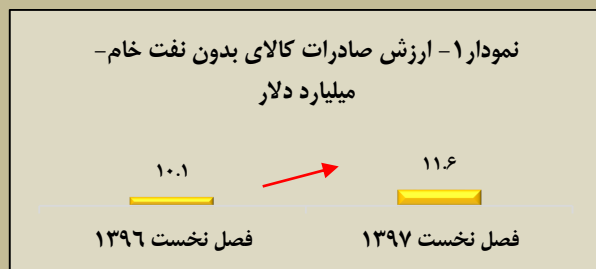 نمودار۱- ارزش صادرات کالای بدون نفت خام-
میلیارد دلار
۱۱.۶
۱۰.۱
فصل نخست ۱۳۹۷
فصل نخست ۱۳۹۶